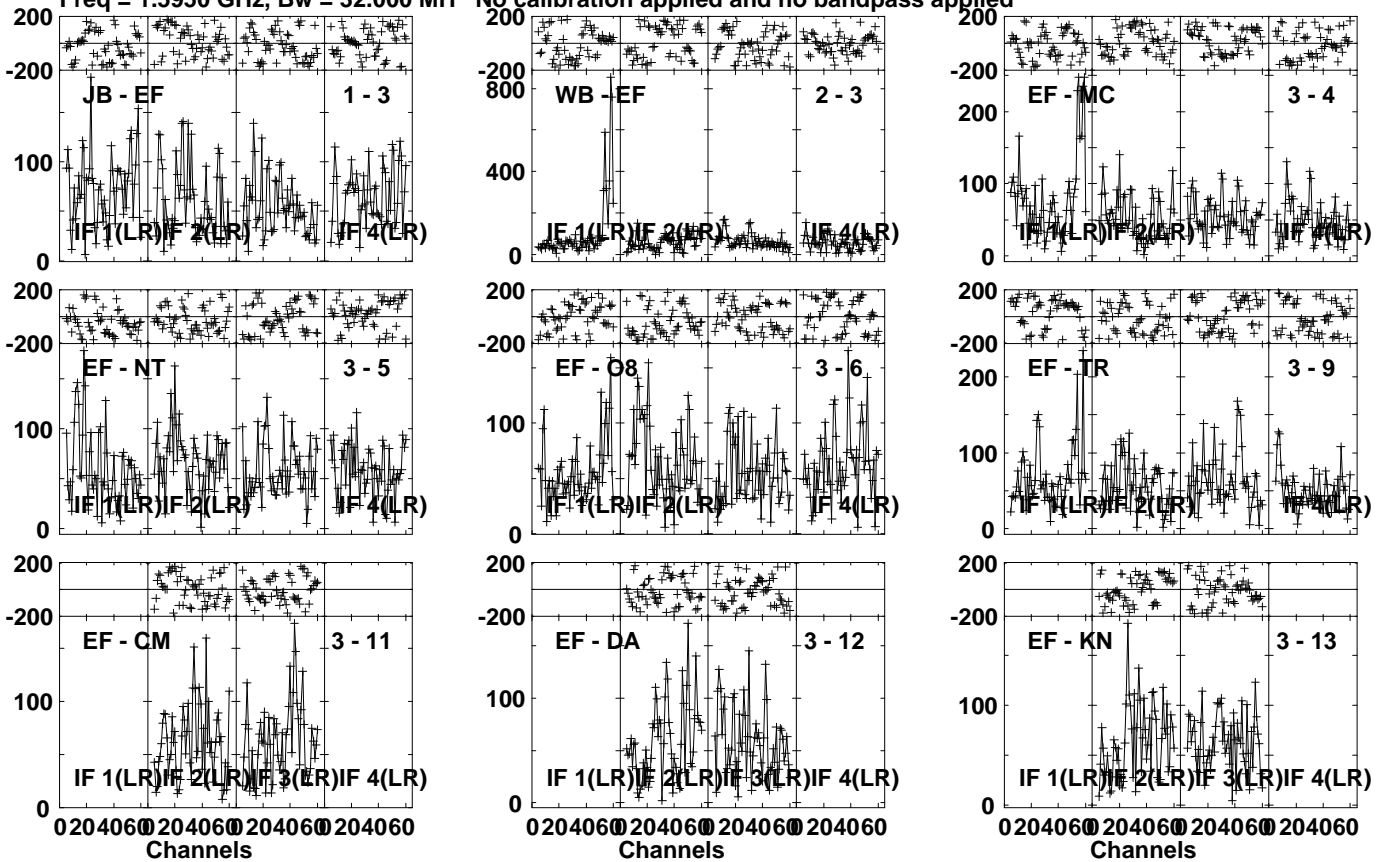 Freq = 1.5950 GHz, Bw = 32.000 MH No calibration applied and no bandpass applied
200 200 200
-200 -200 -200
JB - EF 1 - 3 800 WB - EF 2 - 3 EF - MC 3 - 4
200
100 400 100
IF 1(LR) IF 2(LR) IF 4(LR) IF 1(LR) IF 2(LR) IF 4(LR) IF 1(LR) IF 2(LR) IF 4(LR)
0 0 0
200 200 200
-200 -200 -200
EF - NT 3 - 5 EF - O8 3 - 6 EF - TR 3 - 9
200
100 100 100
IF 1(LR) IF 2(LR) IF 4(LR) IF 1(LR) IF 2(LR) IF 4(LR) IF 1(LR) IF 2(LR) IF 4(LR)
0 0 0
200 200 200
-200 -200 -200
EF - CM 3 - 11 EF - DA 3 - 12 EF - KN 3 - 13
100 100 100
IF 1(LR) IF 2(LR) IF 3(LR) IF 4(LR) IF 1(LR) IF 2(LR) IF 3(LR) IF 4(LR) IF 1(LR) IF 2(LR) IF 3(LR) IF 4(LR)
0 0 0
0 20 40 60 0 20 40 60 0 20 40 60 0 20 40 60 0 20 40 60 0 20 40 60 0 20 40 60 0 20 40 60 0 20 40 60 0 20 40 60 0 20 40 60 0 20 40 60
Channels Channels Channels